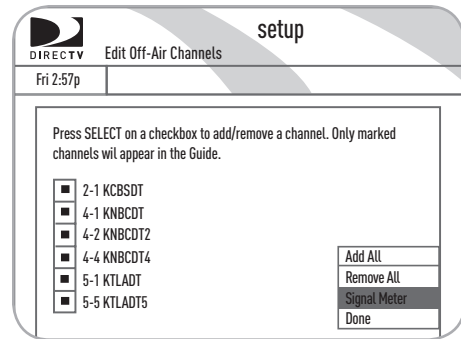 setup
DIRECTV
Edit Off-Air Channels
Fri 2:57p
Press SELECT on a checkbox to add/remove a channel. Only marked
channels wil appear in the Guide.
2-1 KCBSDT
4-1 KNBCDT
4-2 KNBCDT2
4-4 KNBCDT4
5-1 KTLADT
5-5 KTLADT5
Add All
Remove All
Signal Meter
Done